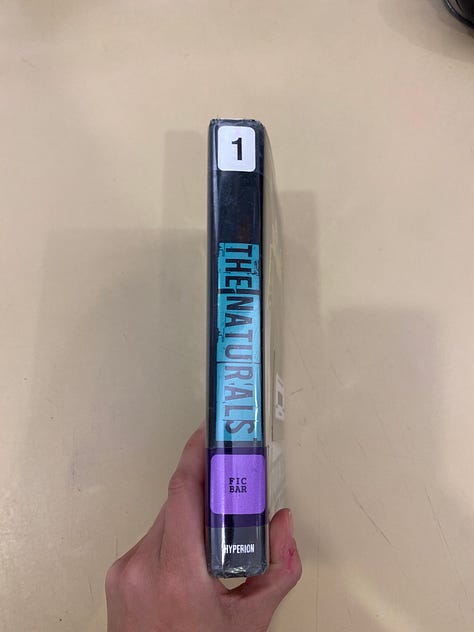 1
THE NATURALS
FIC
BAR
HYPERION